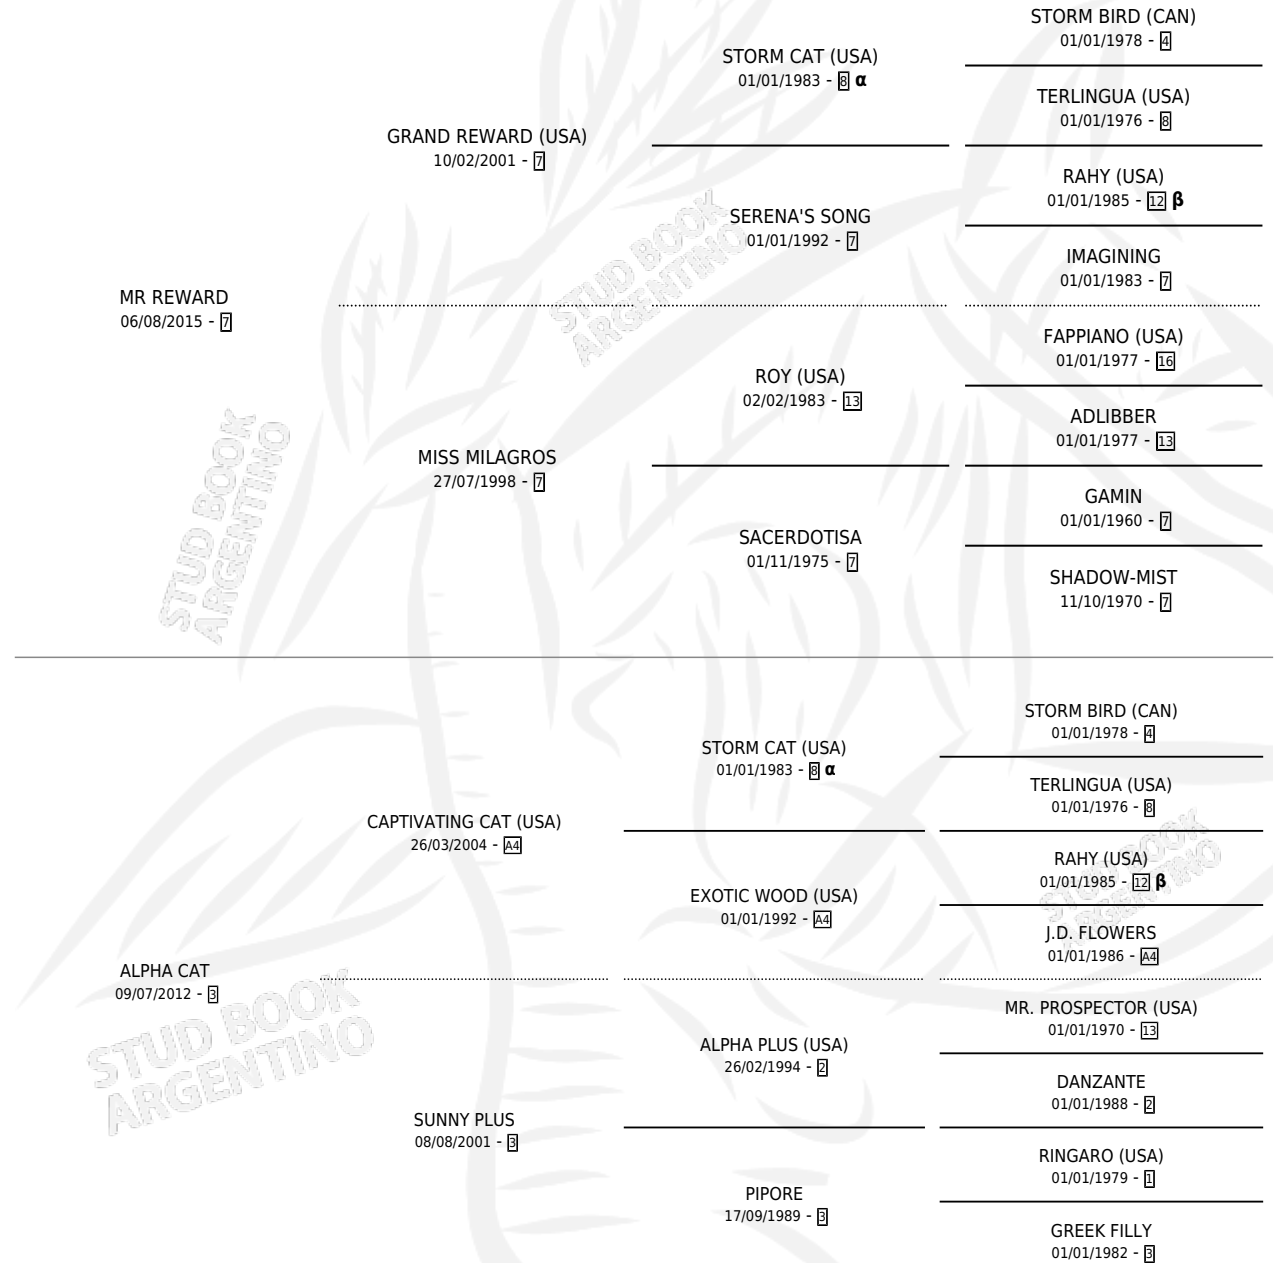 STORM BIRD (CAN)
01/01/1978 - 4
STORM CAT (USA)
01/01/1983 - 8 α
TERLINGUA (USA)
01/01/1976 - 8
GRAND REWARD (USA)
10/02/2001 - 7
RAHY (USA)
01/01/1985 - 12 β
SERENA'S SONG
01/01/1992 - 7
IMAGINING
01/01/1983 - 7
STUD BOOK
ARGENTINO
MR REWARD
06/08/2015 - 7
FAPPIANO (USA)
01/01/1977 - 16
ROY (USA)
02/02/1983 - 13
ADLIBBER
01/01/1977 - 13
MISS MILAGROS
27/07/1998 - 7
GAMIN
01/01/1960 - 7
SACERDOTISA
01/11/1975 - 7
SHADOW-MIST
11/10/1970 - 7
STUD BOOK
ARGENTINO
STORM BIRD (CAN)
01/01/1978 - 4
STORM CAT (USA)
01/01/1983 - 8 α
TERLINGUA (USA)
01/01/1976 - 8
CAPTIVATING CAT (USA)
26/03/2004 - A4
RAHY (USA)
01/01/1985 - 12 β
STUD BOOK
ARGENTINO
EXOTIC WOOD (USA)
01/01/1992 - A4
J.D. FLOWERS
01/01/1986 - A4
ALPHA CAT
09/07/2012 - 3
STUD BOOK
ARGENTINO
MR. PROSPECTOR (USA)
01/01/1970 - 13
ALPHA PLUS (USA)
26/02/1994 - 2
DANZANTE
01/01/1988 - 2
SUNNY PLUS
08/08/2001 - 3
RINGARO (USA)
01/01/1979 - 1
PIPORE
17/09/1989 - 3
GREEK FILLY
01/01/1982 - 3